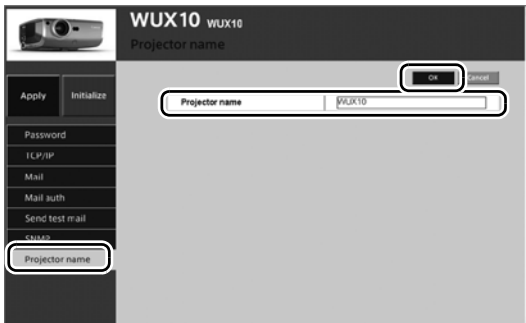 WUX10 WUX10
Projector name
OK Cancel
Apply Initialize
Projector name WUX10
Password
TCP/IP
Mail
Mail auth
Send test mail
SNMP
Projector name